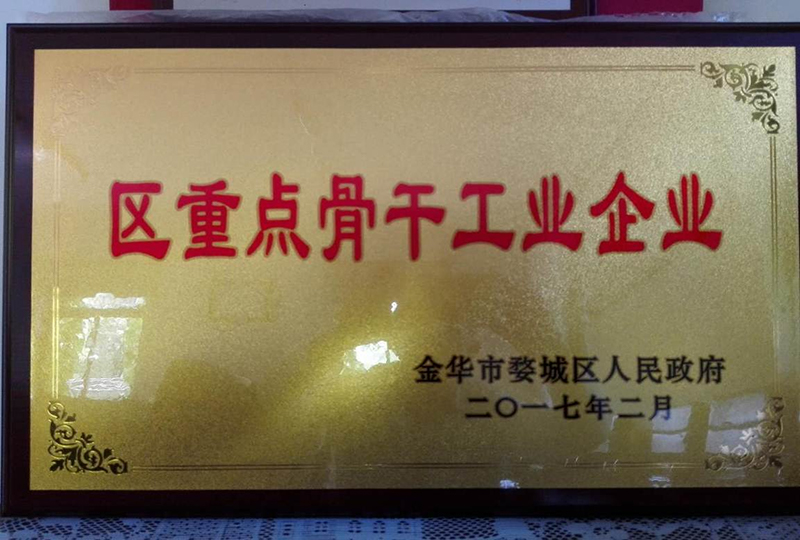 区重点骨干工业企业
金华市婺城区人民政府
二〇一七年二月